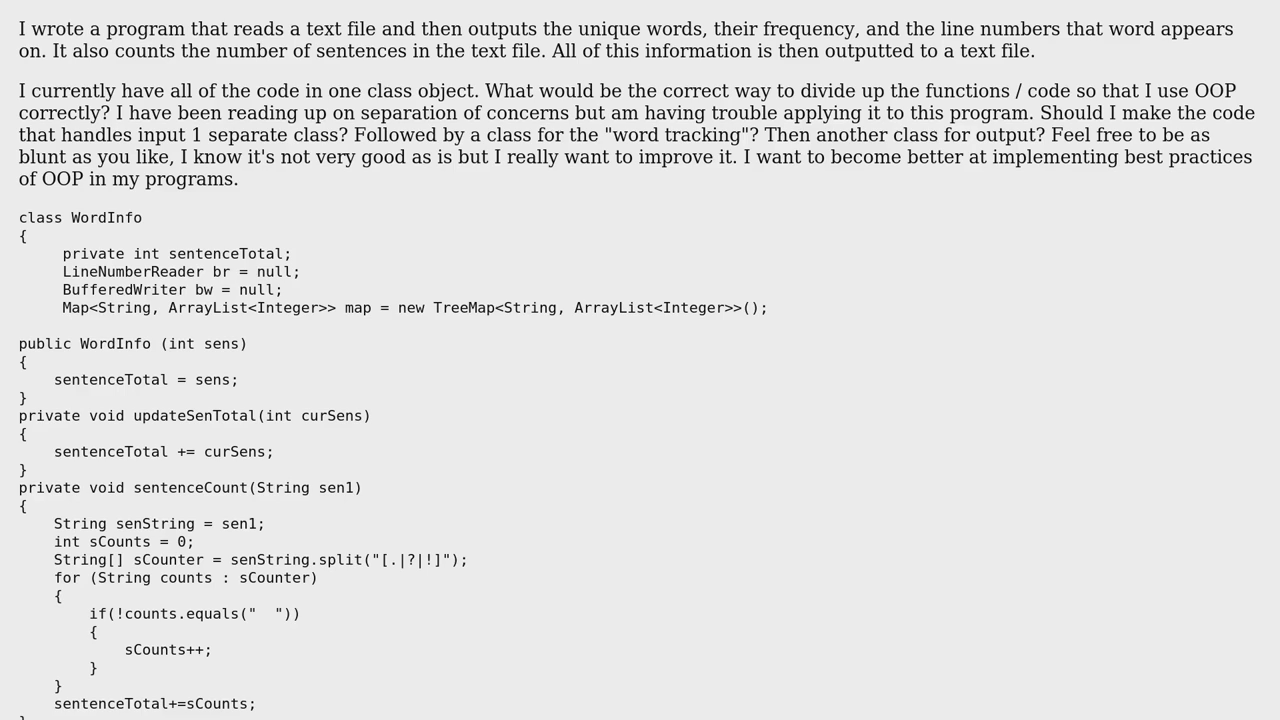 I wrote a program that reads a text file and then outputs the unique words, their frequency, and the line numbers that word appears
on. It also counts the number of sentences in the text file. All of this information is then outputted to a text file.
I currently have all of the code in one class object. What would be the correct way to divide up the functions / code so that I use OOP
correctly? I have been reading up on separation of concerns but am having trouble applying it to this program. Should I make the code
that handles input 1 separate class? Followed by a class for the "word tracking"? Then another class for output? Feel free to be as
blunt as you like, I know it's not very good as is but I really want to improve it. I want to become better at implementing best practices
of OOP in my programs.
class WordInfo
{
     private int sentenceTotal;
     LineNumberReader br = null;
     BufferedWriter bw = null;
     Map<String, ArrayList<Integer>> map = new TreeMap<String, ArrayList<Integer>>();
public WordInfo (int sens)
{
    sentenceTotal = sens;
}
private void updateSenTotal(int curSens)
{
    sentenceTotal += curSens;
}
private void sentenceCount(String sen1)
{
    String senString = sen1;
    int sCounts = 0;
    String[] sCounter = senString.split("[.|?|!]");
    for (String counts : sCounter)
    {
        if(!counts.equals("  "))
        {
            sCounts++;
        }
    }
    sentenceTotal+=sCounts;
}